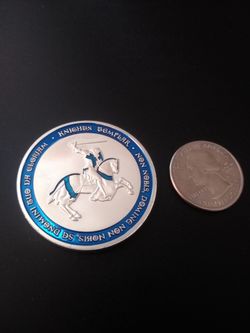 KNIGHTS TEMPLAR
NON NOBIS, DOMINE NON NOBIS, SED NOMINI TUO DA GLORIAM